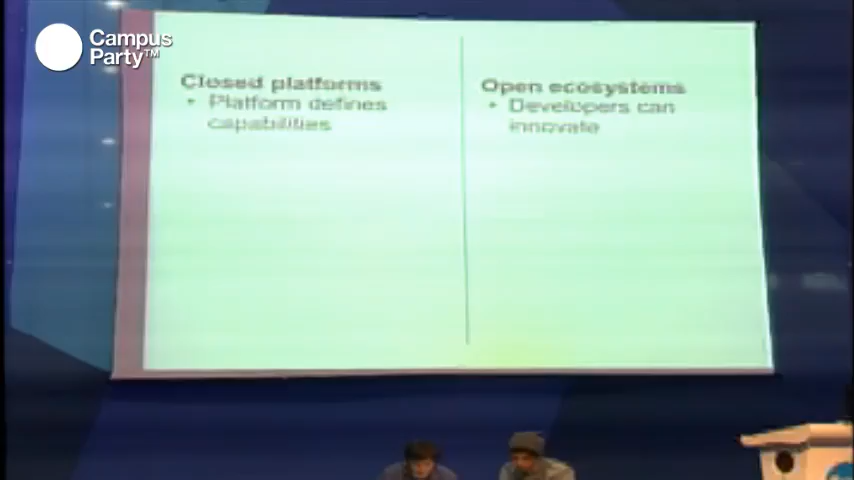 Campus
Party™
Closed platforms
• Platform defines
capabilities
Open ecosystems
• Developers can
innovate